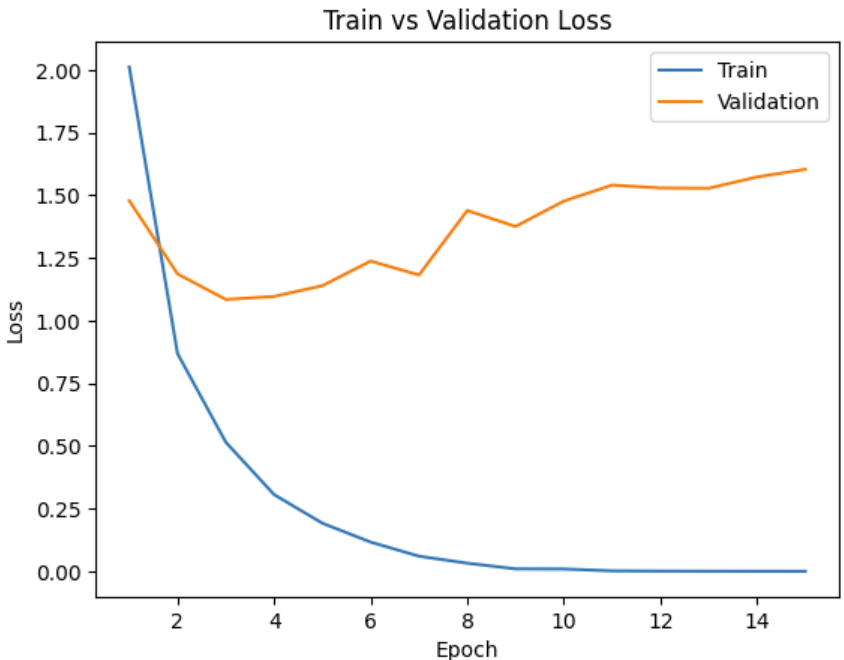 Train vs Validation Loss
Train
Validation
2.00
1.75
1.50
1.25
1.00
0.75
0.50
0.25
0.00
Loss
2 4 6 8 10 12 14
Epoch